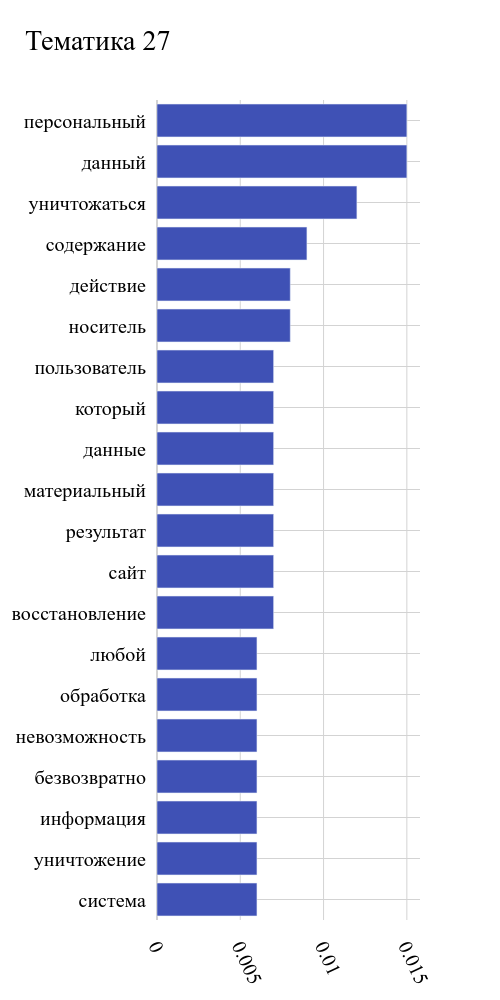 Тематика 27
персональный
данный
уничтожаться
содержание
действие
носитель
пользователь
который
данные
материальный
результат
сайт
восстановление
любой
обработка
невозможность
безвозвратно
информация
уничтожение
система
0 0.005 0.01 0.015